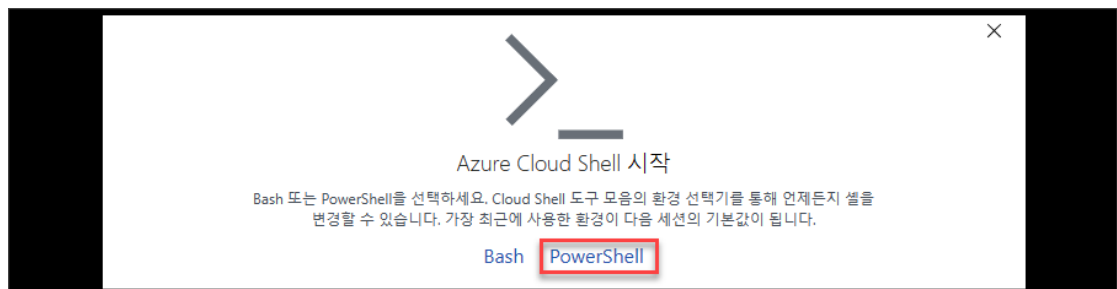 Azure Cloud Shell 시작
Bash 또는 PowerShell을 선택하세요. Cloud Shell 도구 모음의 환경 선택기를 통해 언제든지 셸을
변경할 수 있습니다. 가장 최근에 사용한 환경이 다음 세션의 기본값이 됩니다.
Bash PowerShell